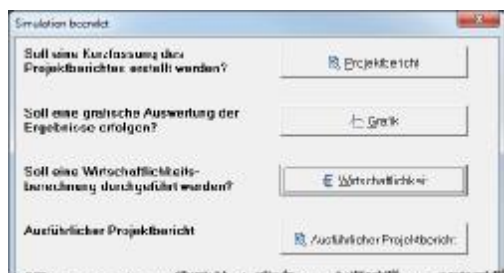 Simulation beendet
Soll eine Kurzfassung des
Projektberichtes erstellt werden?
Projektbericht
Soll eine grafische Auswertung der
Ergebnisse erfolgen?
Grafik
Soll eine Wirtschaftlichkeits-
berechnung durchgeführt werden?
€ Wirtschaftlichkeit
Ausführlicher Projektbericht
Ausführlicher Projektbericht